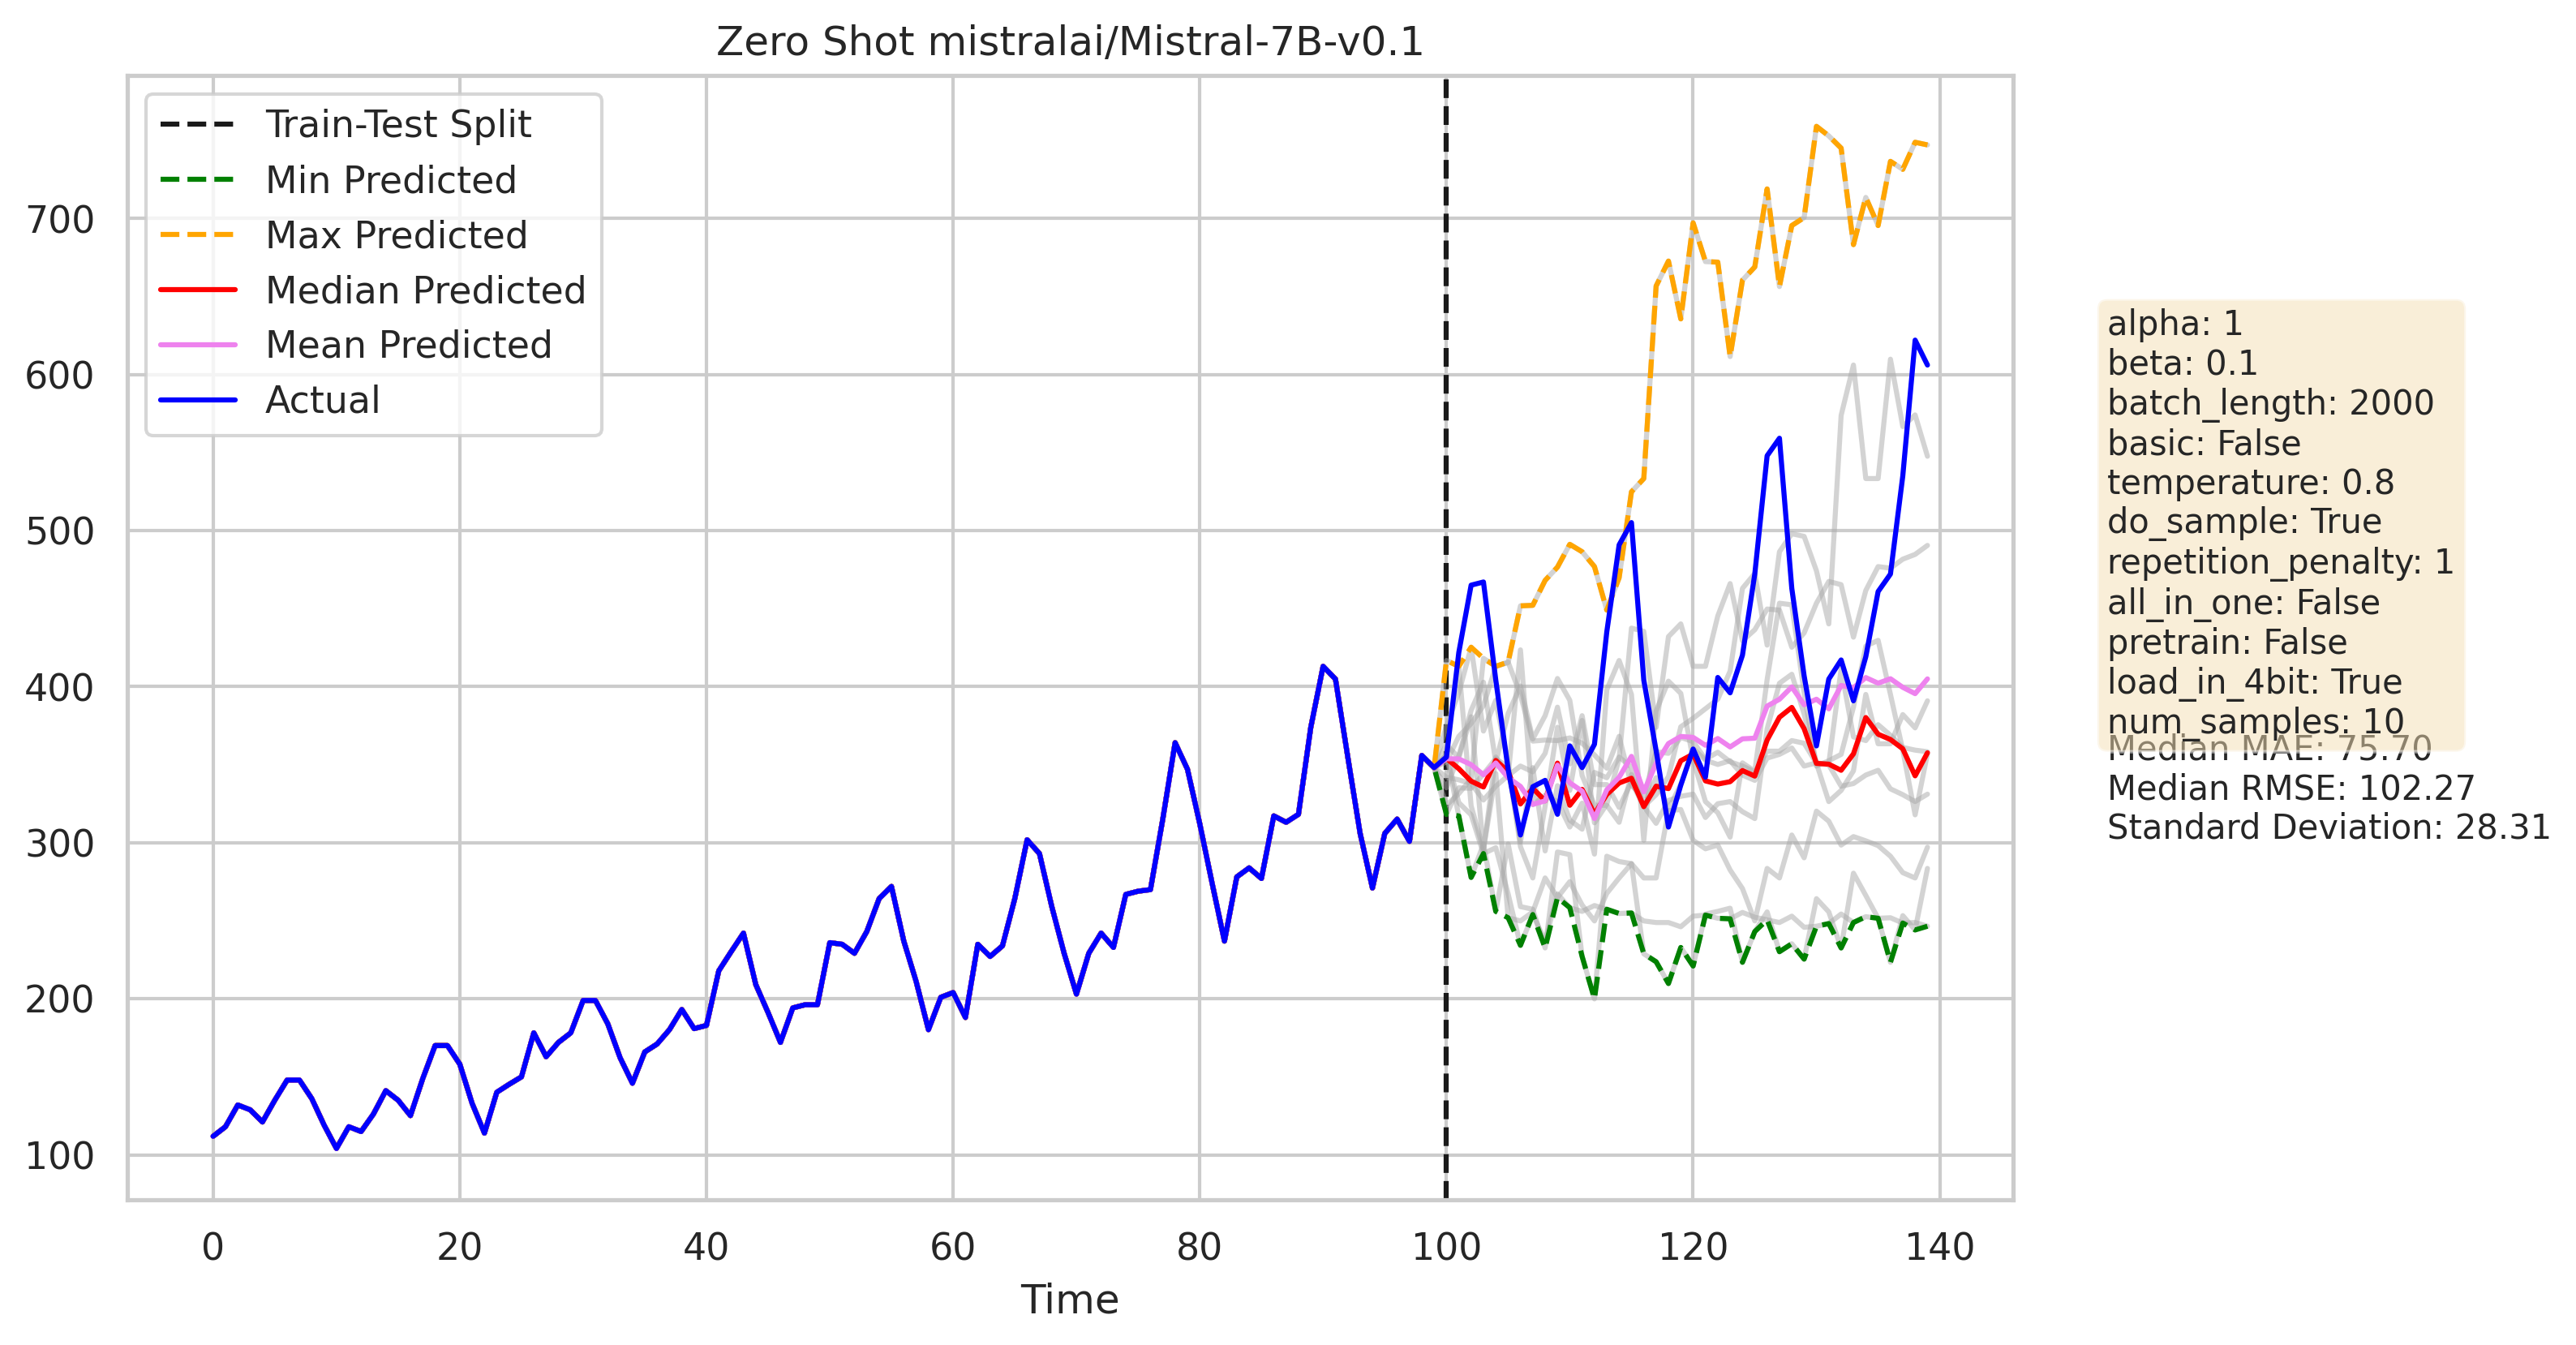 Zero Shot mistralai/Mistral-7B-v0.1
Train-Test Split
Min Predicted
Max Predicted
Median Predicted
Mean Predicted
Actual
700
600
500
400
300
200
100
0
20
40
60
80
100
120
140
Time
alpha: 1
beta: 0.1
batch_length: 2000
basic: False
temperature: 0.8
do_sample: True
repetition_penalty: 1
all_in_one: False
pretrain: False
load_in_4bit: True
num_samples: 10
Median MAE: 75.70
Median RMSE: 102.27
Standard Deviation: 28.31